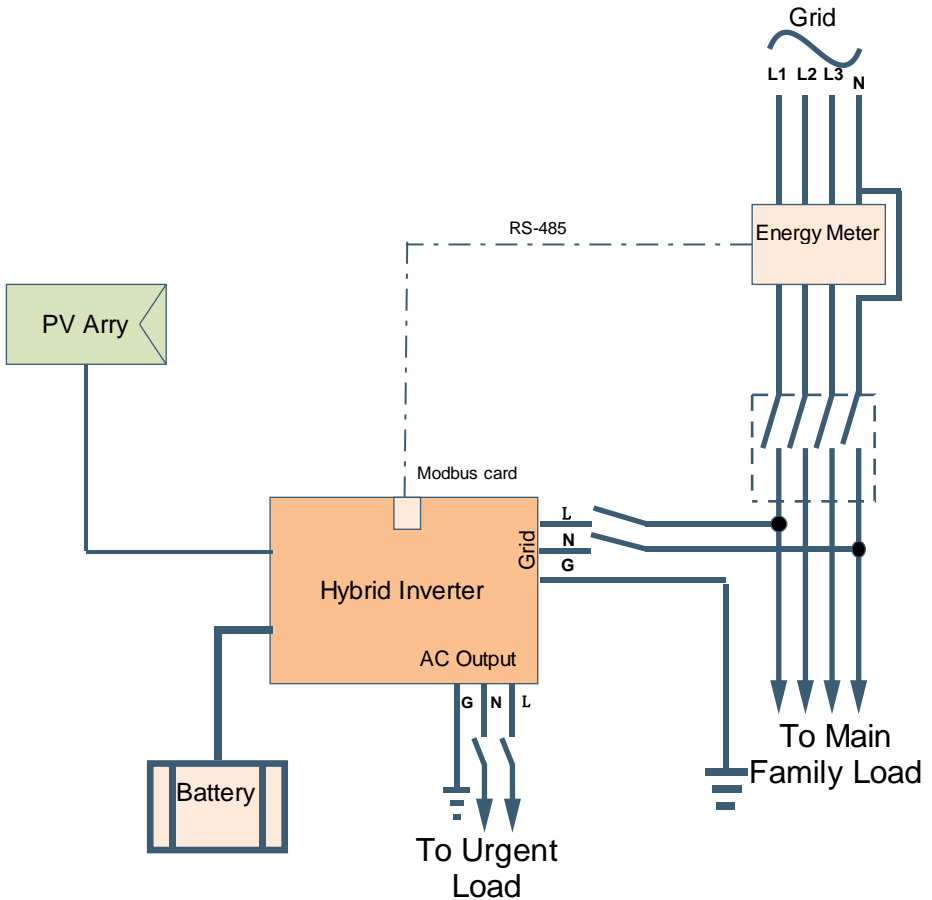 Grid
L1 L2 L3 N
RS-485
Energy Meter
PV Arry
Modbus card
L
N
G
Grid
Hybrid Inverter
AC Output
G N L
To Main
Family Load
Battery
To Urgent
Load